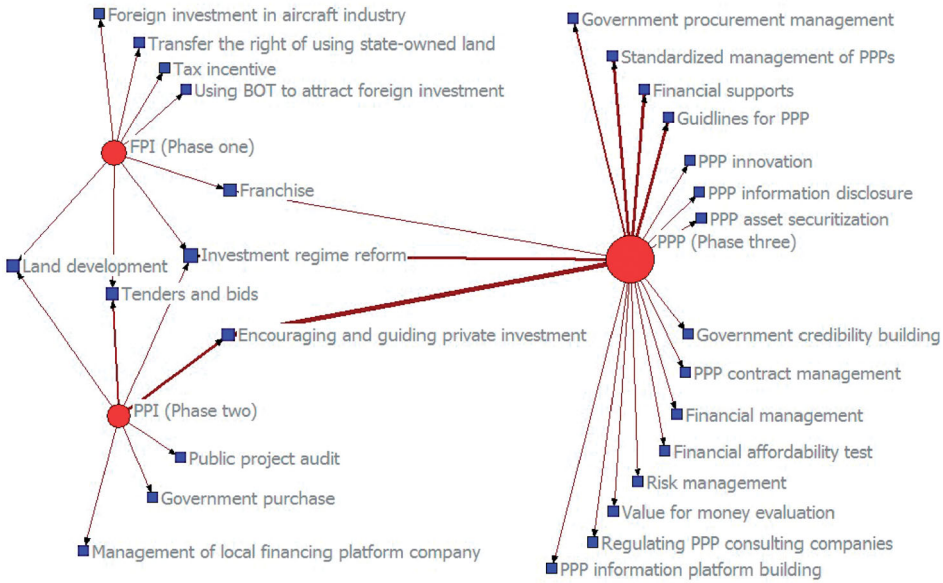 Foreign investment in aircraft industry
Transfer the right of using state-owned land
Tax incentive
Using BOT to attract foreign investment
FPI (Phase one)
Franchise
Land development
Investment regime reform
Tenders and bids
Encouraging and guiding private investment
PPI (Phase two)
Public project audit
Government purchase
Management of local financing platform company
Government procurement management
Standardized management of PPPs
Financial supports
Guidlines for PPP
PPP innovation
PPP information disclosure
PPP asset securitization
PPP (Phase three)
Government credibility building
PPP contract management
Financial management
Financial affordability test
Risk management
Value for money evaluation
Regulating PPP consulting companies
PPP information platform building